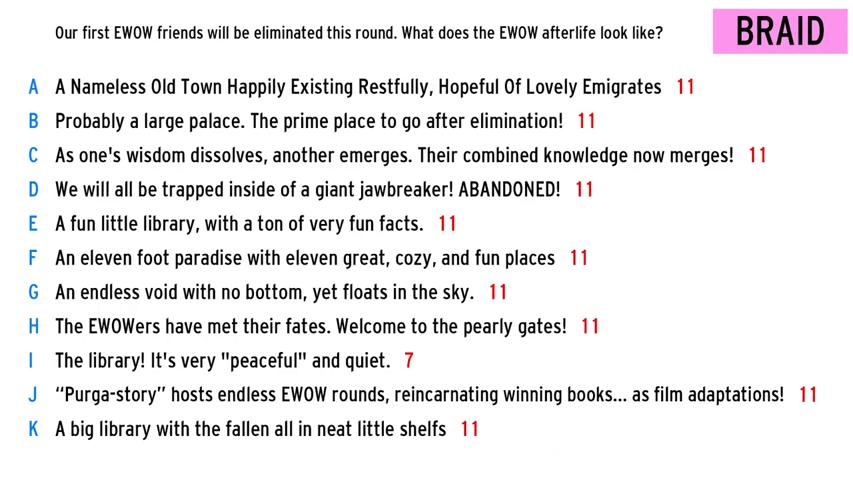 Our first EWOW friends will be eliminated this round. What does the EWOW afterlife look like?
BRAID
A A Nameless Old Town Happily Existing Restfully, Hopeful Of Lovely Emigrates 11
B Probably a large palace. The prime place to go after elimination! 11
C As one's wisdom dissolves, another emerges. Their combined knowledge now merges! 11
D We will all be trapped inside of a giant jawbreaker! ABANDONED! 11
E A fun little library, with a ton of very fun facts. 11
F An eleven foot paradise with eleven great, cozy, and fun places 11
G An endless void with no bottom, yet floats in the sky. 11
H The EWOWers have met their fates. Welcome to the pearly gates! 11
I The library! It's very "peaceful" and quiet. 7
J “Purga-story” hosts endless EWOW rounds, reincarnating winning books... as film adaptations! 11
K A big library with the fallen all in neat little shelfs 11